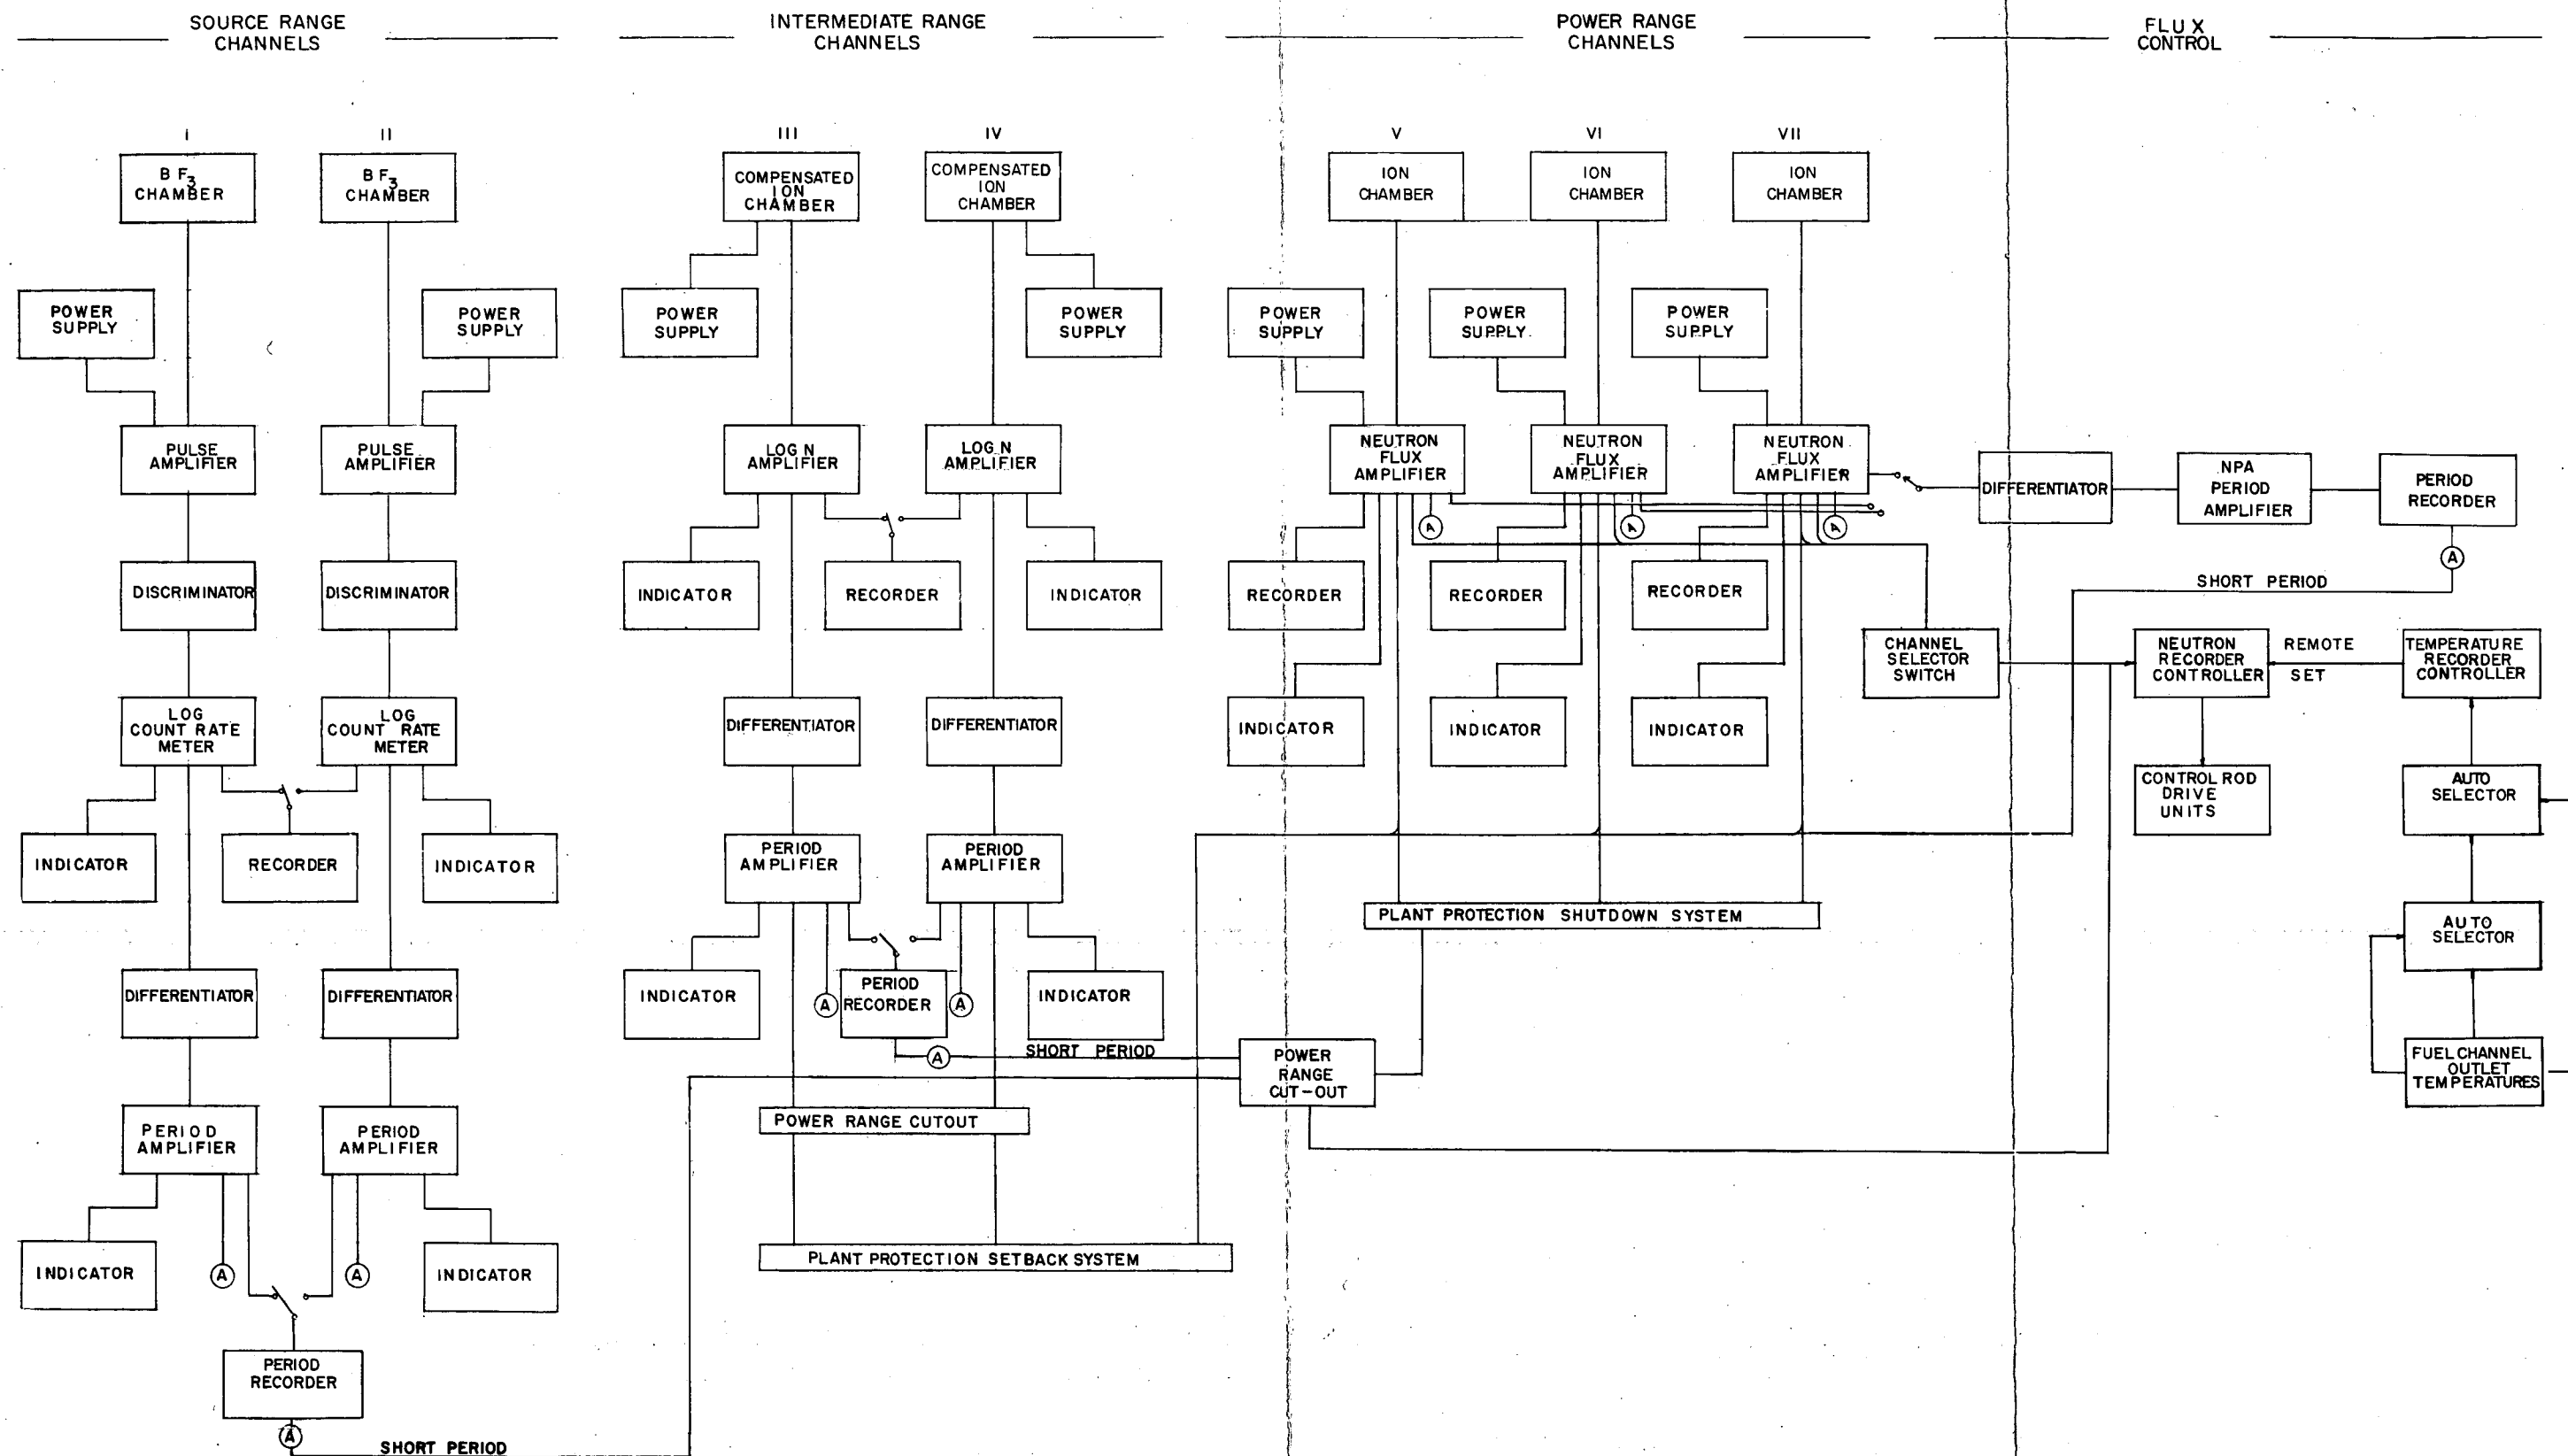 SOURCE RANGE
CHANNELS
INTERMEDIATE RANGE
CHANNELS
POWER RANGE
CHANNELS
FLUX
CONTROL
I
II
III
IV
V
VI
VII
BF3
CHAMBER
BF3
CHAMBER
COMPENSATED
ION
CHAMBER
COMPENSATED
ION
CHAMBER
ION
CHAMBER
ION
CHAMBER
ION
CHAMBER
POWER
SUPPLY
POWER
SUPPLY
POWER
SUPPLY
POWER
SUPPLY
POWER
SUPPLY
POWER
SUPPLY
POWER
SUPPLY
PULSE
AMPLIFIER
PULSE
AMPLIFIER
LOG N
AMPLIFIER
LOG N
AMPLIFIER
NEUTRON
FLUX
AMPLIFIER
NEUTRON
FLUX
AMPLIFIER
NEUTRON
FLUX
AMPLIFIER
DIFFERENTIATOR
NPA
PERIOD
AMPLIFIER
PERIOD
RECORDER
A
A
A
A
SHORT PERIOD
DISCRIMINATOR
DISCRIMINATOR
INDICATOR
RECORDER
INDICATOR
RECORDER
RECORDER
RECORDER
CHANNEL
SELECTOR
SWITCH
NEUTRON
RECORDER
CONTROLLER
REMOTE
SET
TEMPERATURE
RECORDER
CONTROLLER
LOG
COUNT RATE
METER
LOG
COUNT RATE
METER
DIFFERENTIATOR
DIFFERENTIATOR
INDICATOR
INDICATOR
INDICATOR
CONTROL ROD
DRIVE
UNITS
AUTO
SELECTOR
INDICATOR
RECORDER
INDICATOR
PERIOD
AMPLIFIER
PERIOD
AMPLIFIER
PLANT PROTECTION SHUTDOWN SYSTEM
AUTO
SELECTOR
DIFFERENTIATOR
DIFFERENTIATOR
INDICATOR
A
PERIOD
RECORDER
A
INDICATOR
A
SHORT PERIOD
POWER
RANGE
CUT-OUT
FUEL CHANNEL
OUTLET
TEMPERATURES
PERIOD
AMPLIFIER
PERIOD
AMPLIFIER
POWER RANGE CUTOUT
INDICATOR
A
A
INDICATOR
PLANT PROTECTION SETBACK SYSTEM
PERIOD
RECORDER
A
SHORT PERIOD